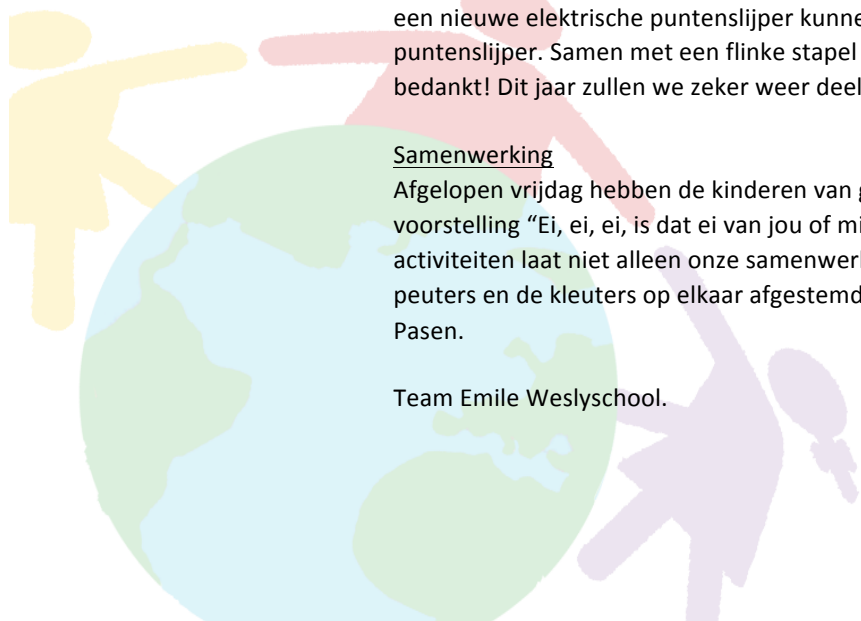 een nieuwe elektrische puntenslijper kunne
puntenslijper. Samen met een flinke stapel
bedankt! Dit jaar zullen we zeker weer deel
Samenwerking
Afgelopen vrijdag hebben de kinderen van g
voorstelling “Ei, ei, ei, is dat ei van jou of mi
activiteiten laat niet alleen onze samenwerk
peuters en de kleuters op elkaar afgestemd
Pasen.
Team Emile Weslyschool.